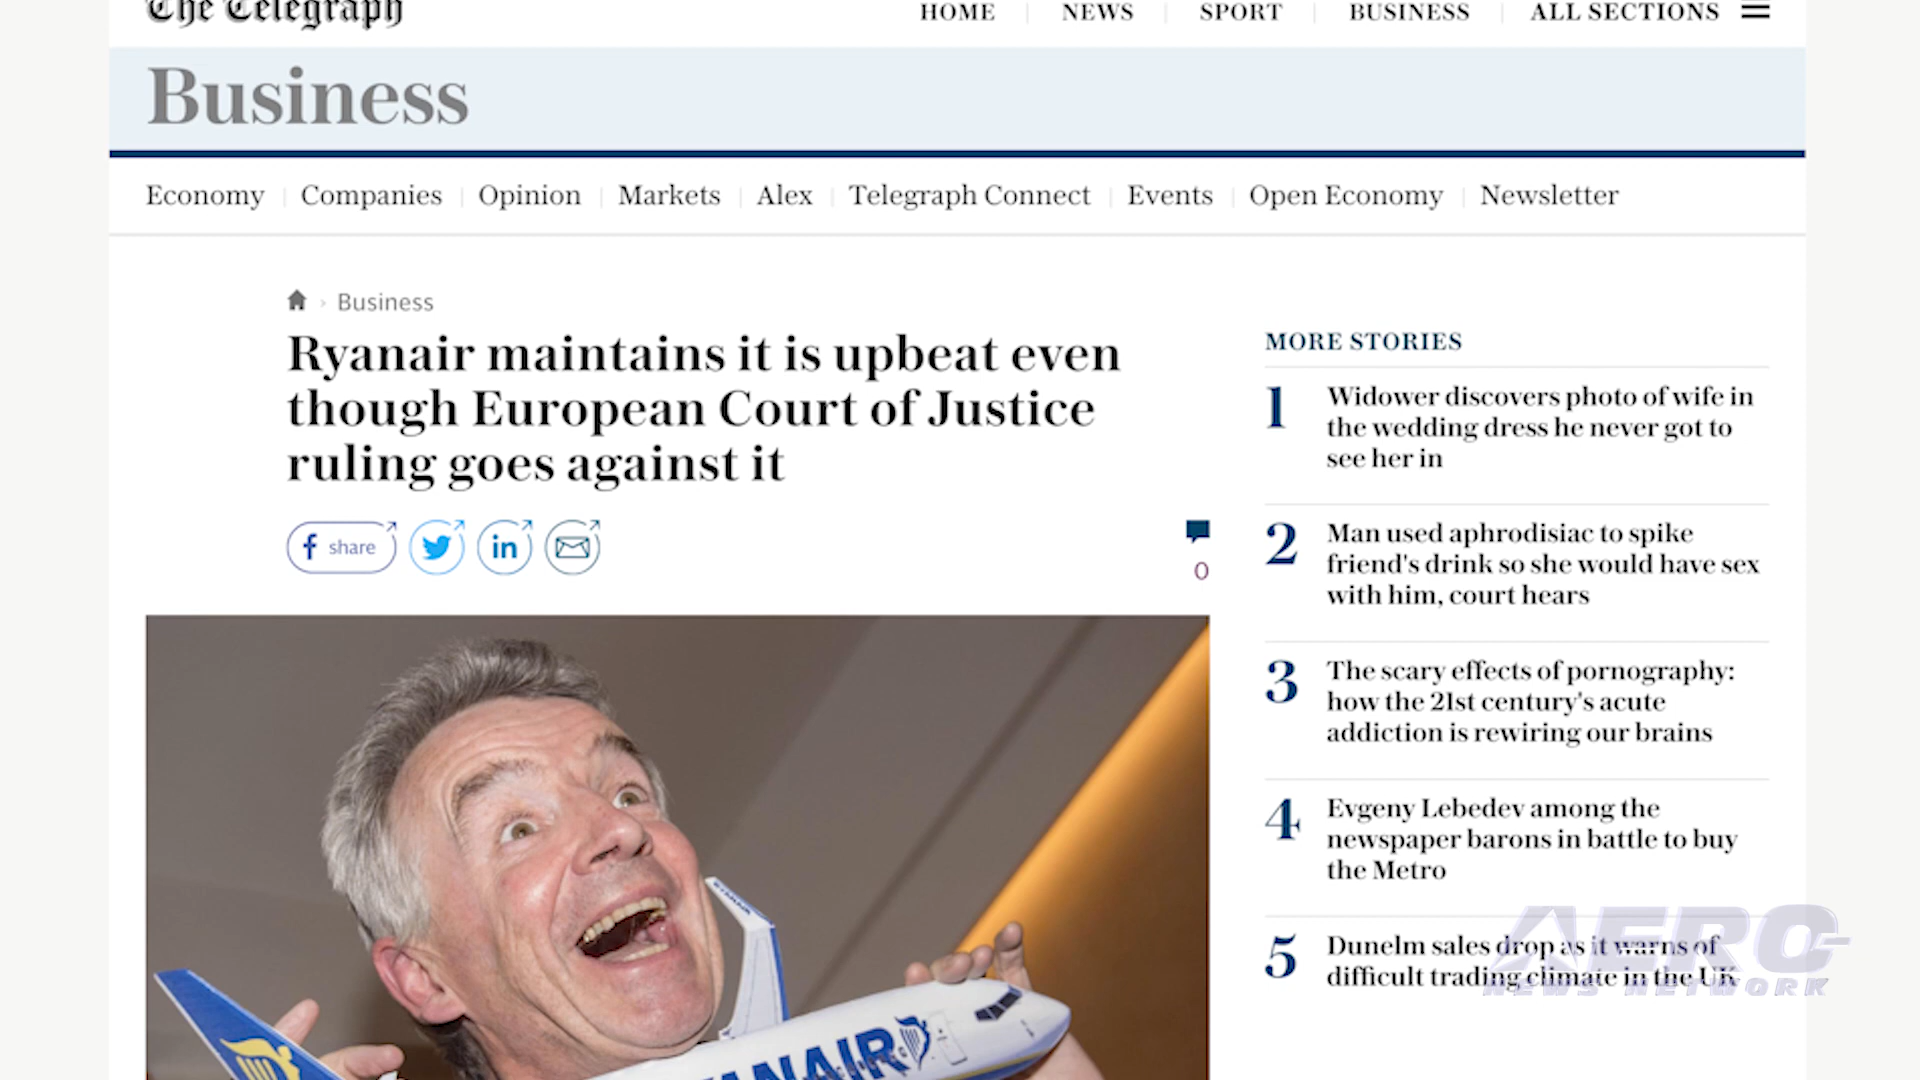 The Telegraph
HOME
NEWS
SPORT
BUSINESS
ALL SECTIONS
Business
Economy
Companies
Opinion
Markets
Alex
Telegraph Connect
Events
Open Economy
Newsletter
Business
Ryanair maintains it is upbeat even
though European Court of Justice
ruling goes against it
share
0
MORE STORIES
1
Widower discovers photo of wife in
the wedding dress he never got to
see her in
2
Man used aphrodisiac to spike
friend's drink so she would have sex
with him, court hears
3
The scary effects of pornography:
how the 21st century's acute
addiction is rewiring our brains
4
Evgeny Lebedev among the
newspaper barons in battle to buy
the Metro
5
Dunelm sales drop as it warns of
difficult trading climate in the UK
AERO-
NEWS NETWORK
RYANAIR
ANAIR